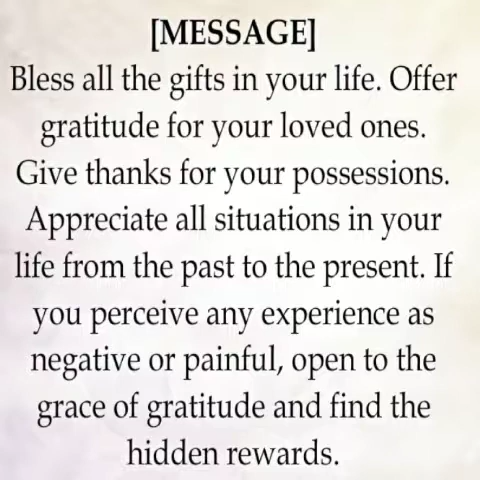 [MESSAGE]
Bless all the gifts in your life. Offer
gratitude for your loved ones.
Give thanks for your possessions.
Appreciate all situations in your
life from the past to the present. If
you perceive any experience as
negative or painful, open to the
grace of gratitude and find the
hidden rewards.